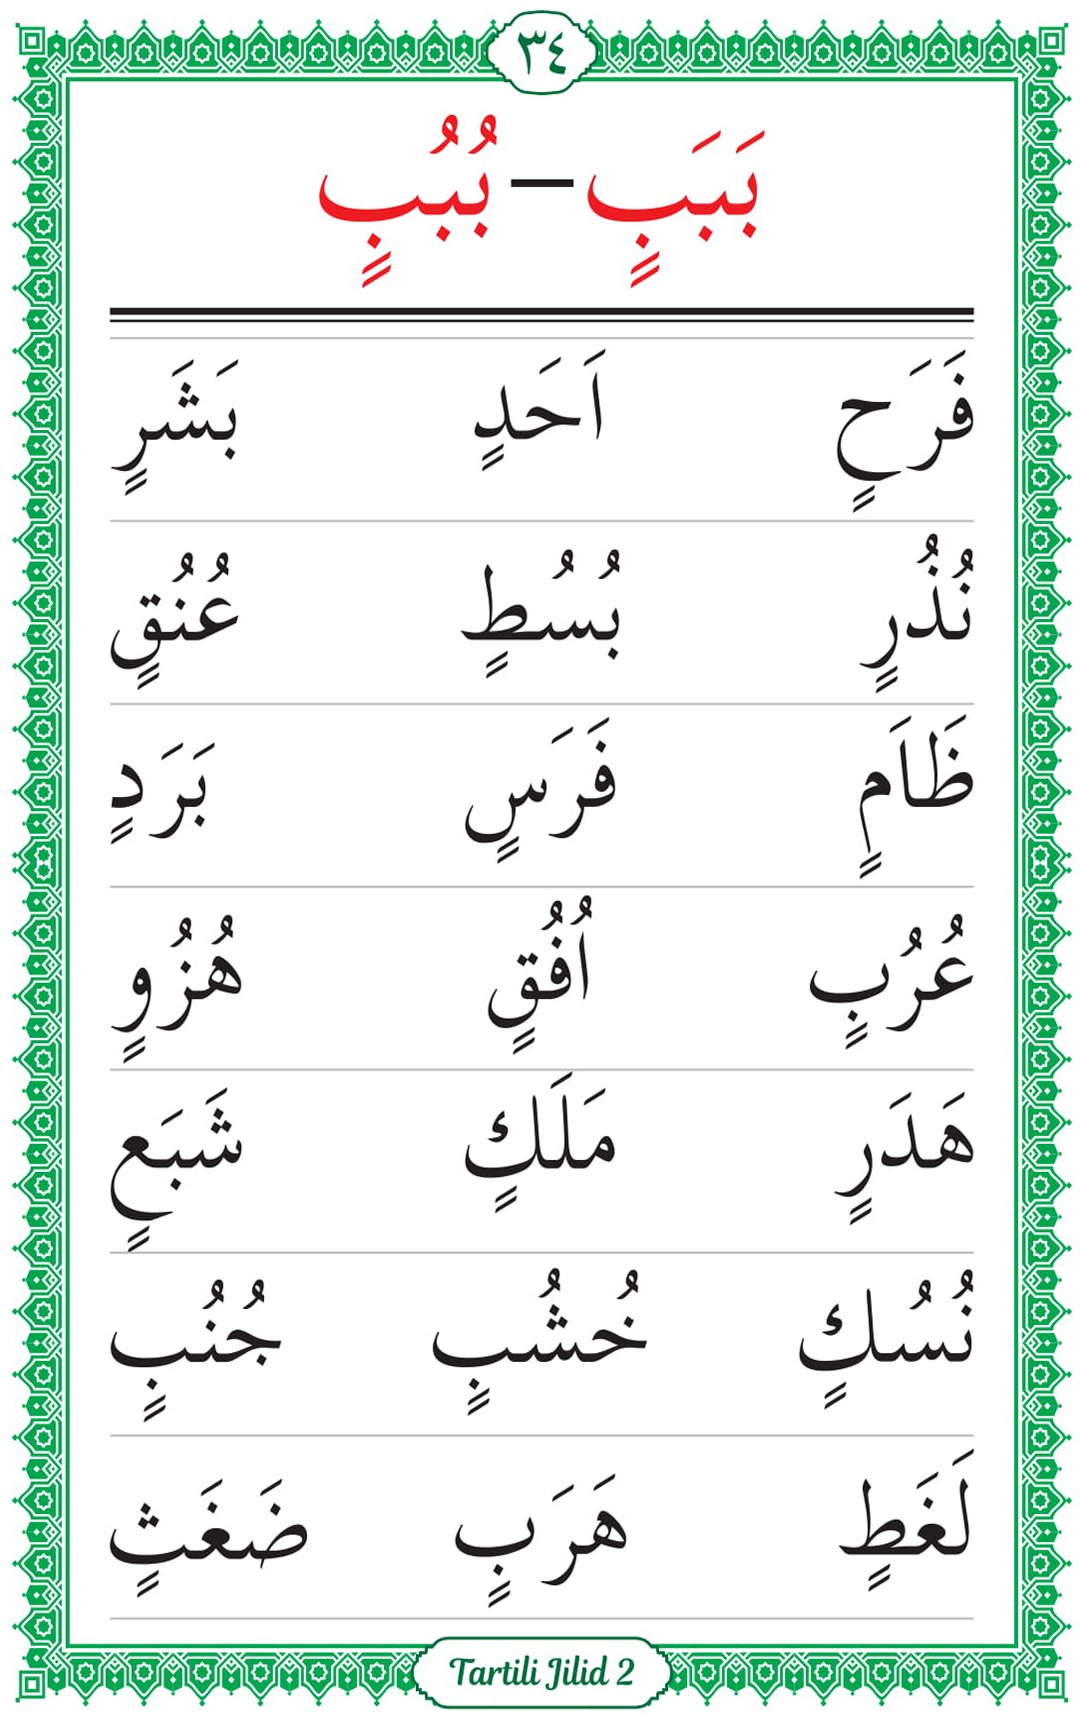 ٣٤
بَبَبٍ – بُبُبٍ
فَرَحٍ اَحَدٍ بَشَرٍ
نُذُرٍ بُسُطٍ عُنُقٍ
ظَاَمٍ فَرَسٍ بَرَدٍ
عُرُبٍ اُفُقٍ هُزُوٍ
هَدَرٍ مَلَكٍ شَبَعٍ
نُسُكٍ خُشُبٍ جُنُبٍ
لَغَطٍ هَرَبٍ ضَغَثٍ
Tartili Jilid 2